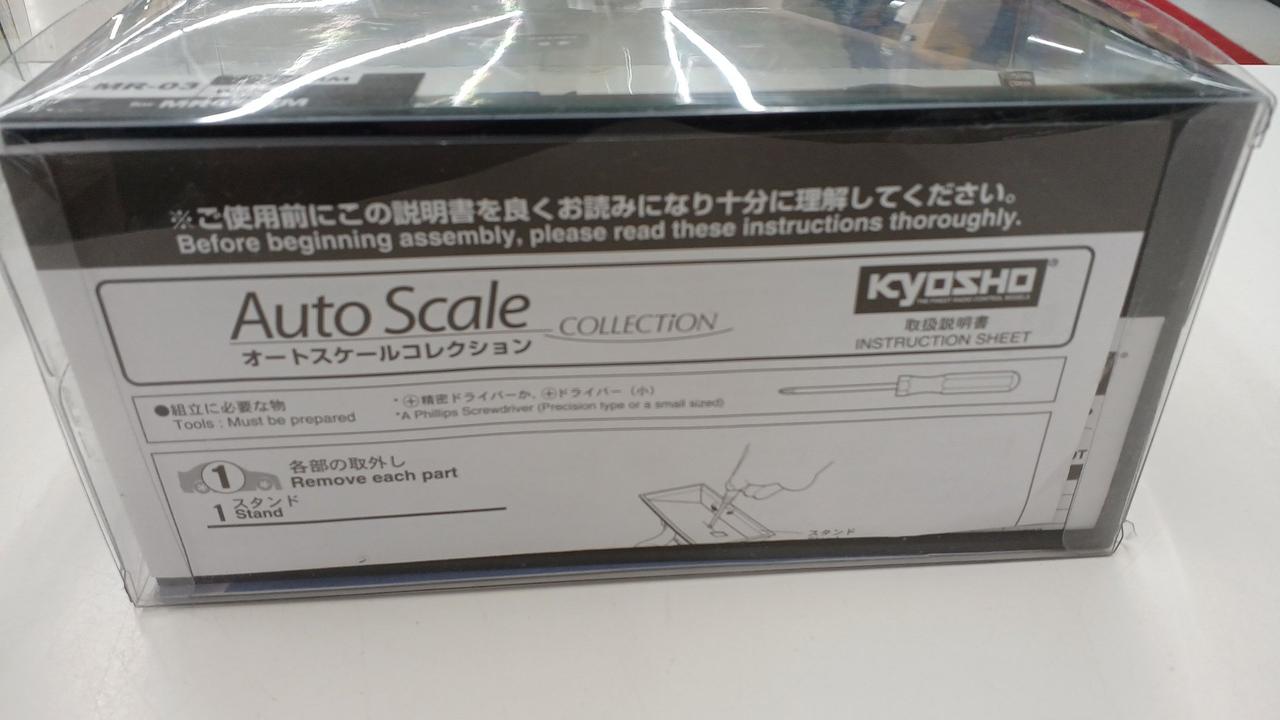 MR-03
※ご使用前にこの説明書を良くお読みになり十分に理解してください。
Before beginning assembly, please read these instructions thoroughly.
Auto Scale COLLECTiON
オートスケールコレクション
KYOSHO®
THE FINEST RADIO CONTROL MODELS
取扱説明書
INSTRUCTION SHEET
●組立に必要な物
Tools : Must be prepared
*⊕精密ドライバーか、⊕ドライバー（小）
*A Phillips Screwdriver (Precision type or a small sized)
1 各部の取外し
Remove each part
1 スタンド
Stand
スタンド